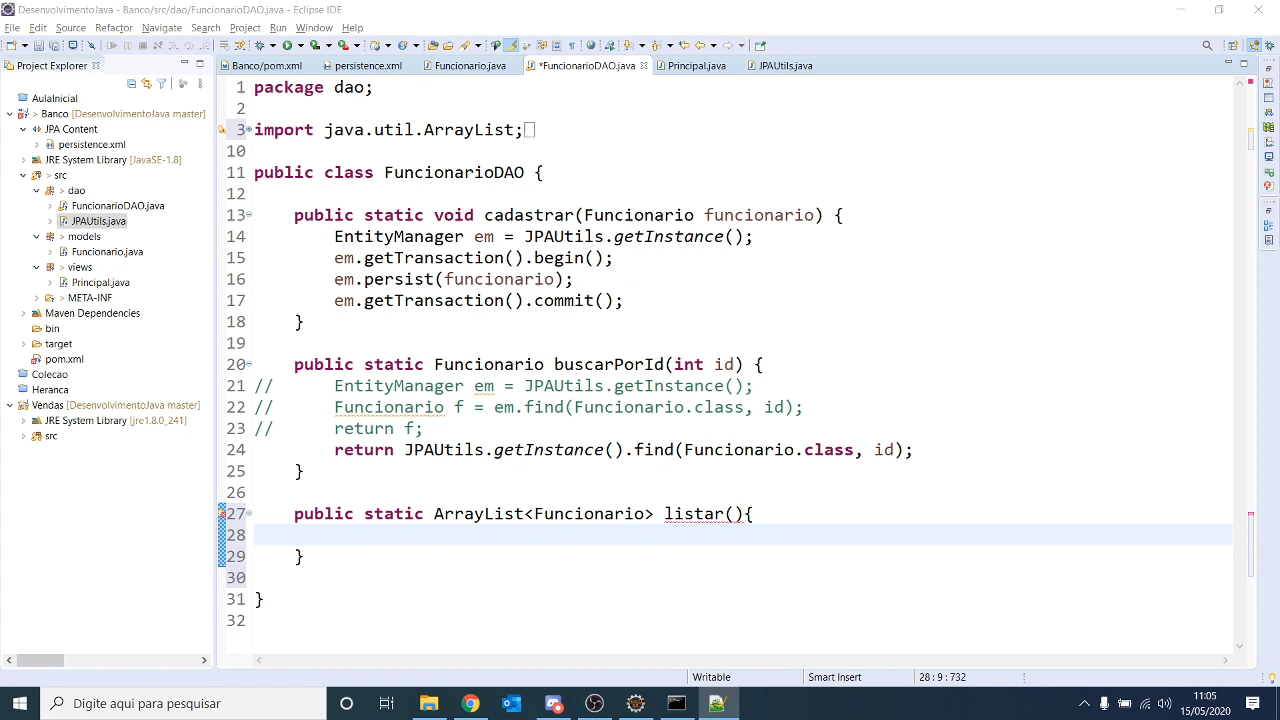 DesenvolvimentoJava - Banco/src/dao/FuncionarioDAO.java - Eclipse IDE
File Edit Source Refactor Navigate Search Project Run Window Help
Project Explorer
Banco/pom.xml
persistence.xml
Funcionario.java
*FuncionarioDAO.java
Principal.java
JPAUtils.java
AulaInicial
> Banco [DesenvolvimentoJava master]
JPA Content
> persistence.xml
JRE System Library [JavaSE-1.8]
> src
> dao
> FuncionarioDAO.java
> JPAUtils.java
> models
> Funcionario.java
> views
> Principal.java
> META-INF
Maven Dependencies
bin
> target
pom.xml
Colecao
Heranca
Vendas [DesenvolvimentoJava master]
JRE System Library [jre1.8.0_241]
src
1 package dao;
2
3 import java.util.ArrayList;
10
11 public class FuncionarioDAO {
12
13 public static void cadastrar(Funcionario funcionario) {
14 EntityManager em = JPAUtils.getInstance();
15 em.getTransaction().begin();
16 em.persist(funcionario);
17 em.getTransaction().commit();
18 }
19
20 public static Funcionario buscarPorId(int id) {
21 // EntityManager em = JPAUtils.getInstance();
22 // Funcionario f = em.find(Funcionario.class, id);
23 // return f;
24 return JPAUtils.getInstance().find(Funcionario.class, id);
25 }
26
27 public static ArrayList<Funcionario> listar(){
28
29 }
30
31 }
32
Writable
Smart Insert
28 : 9 : 732
Digite aqui para pesquisar
11:05
15/05/2020